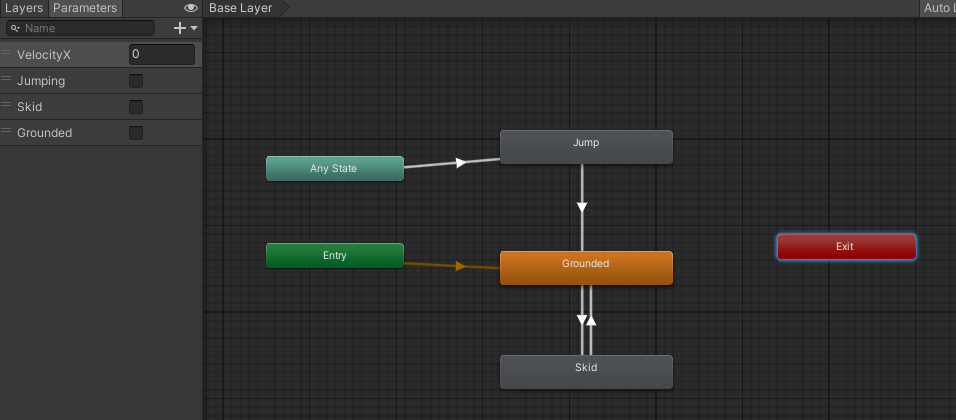 Layers Parameters Base Layer Auto L
Name
VelocityX 0
Jumping
Skid
Grounded
Jump
Any State
Exit
Entry
Grounded
Skid